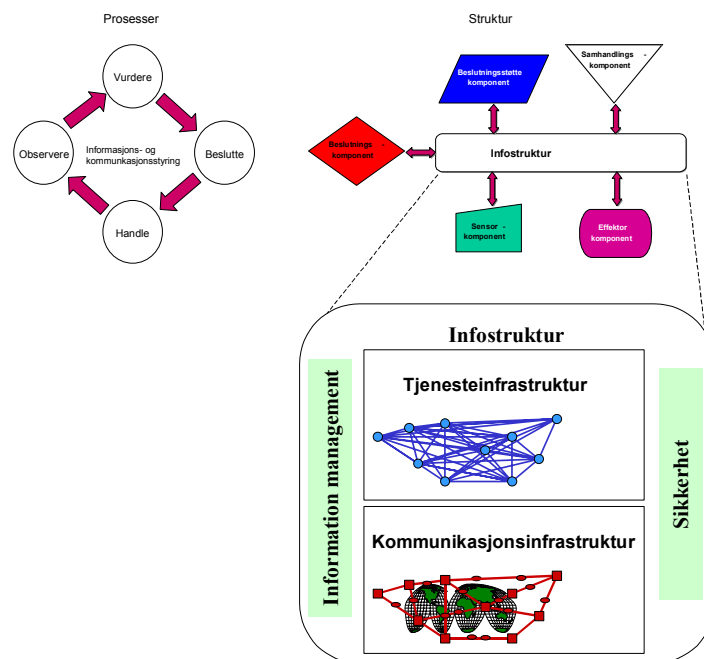 Prosesser
Vurdere
Observere
Informasjons- og
kommunkasjonsstyring
Beslutte
Handle
Struktur
Beslutningsstøtte
komponent
Samhandlings -
komponent
Beslutnings -
komponent
Infostruktur
Sensor -
komponent
Effektor
komponent
Infostruktur
Information management
Tjenesteinfrastruktur
Kommunikasjonsinfrastruktur
Sikkerhet